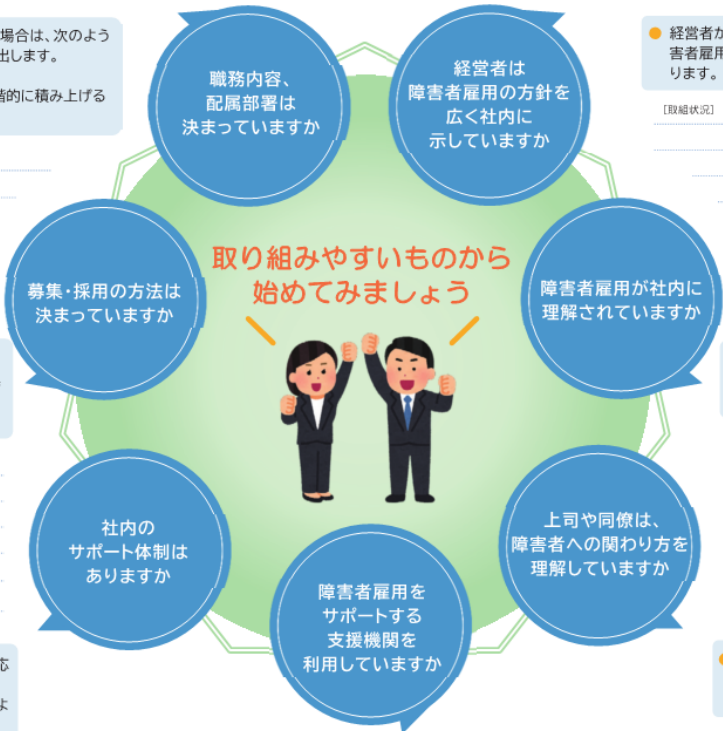 場合は、次のよう
出します。
階的に積み上げる
職務内容、
配属部署は
決まっていますか
経営者は
障害者雇用の方針を
広く社内に
示していますか
経営者が
害者雇用
ります。
[取組状況]
取り組みやすいものから
始めてみましょう
募集・採用の方法は
決まっていますか
障害者雇用が社内に
理解されていますか
社内の
サポート体制は
ありますか
上司や同僚は、
障害者への関わり方を
理解していますか
障害者雇用を
サポートする
支援機関を
利用していますか
応
よ